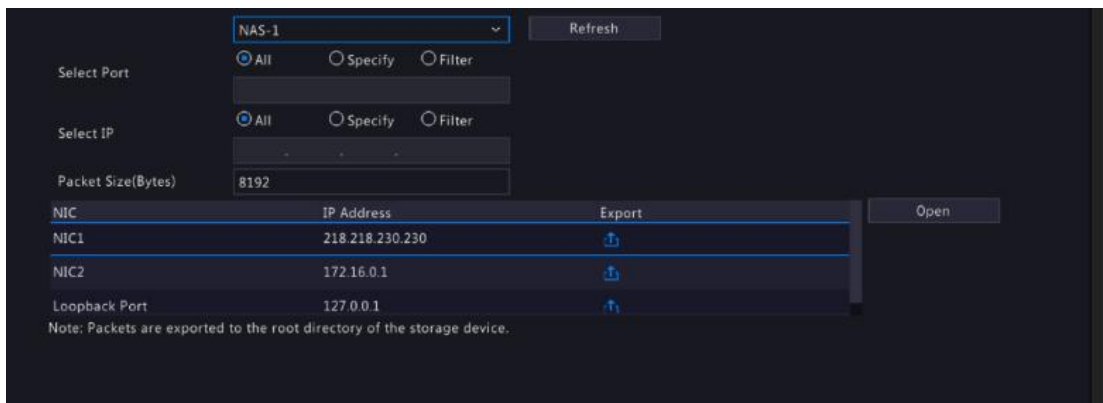 NAS-1 Refresh
Select Port All Specify Filter
Select IP All Specify Filter
Packet Size(Bytes) 8192
NIC IP Address Export Open
NIC1 218.218.230.230
NIC2 172.16.0.1
Loopback Port 127.0.0.1
Note: Packets are exported to the root directory of the storage device.